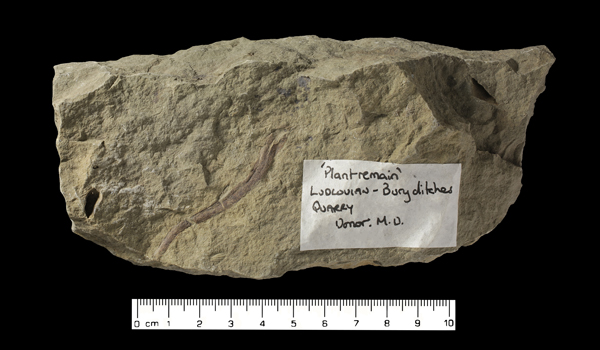 "Plant remain"
LUDLOVIAN - Bury ditches
QUARRY
Donor. M.D.
0 cm 1 2 3 4 5 6 7 8 9 10